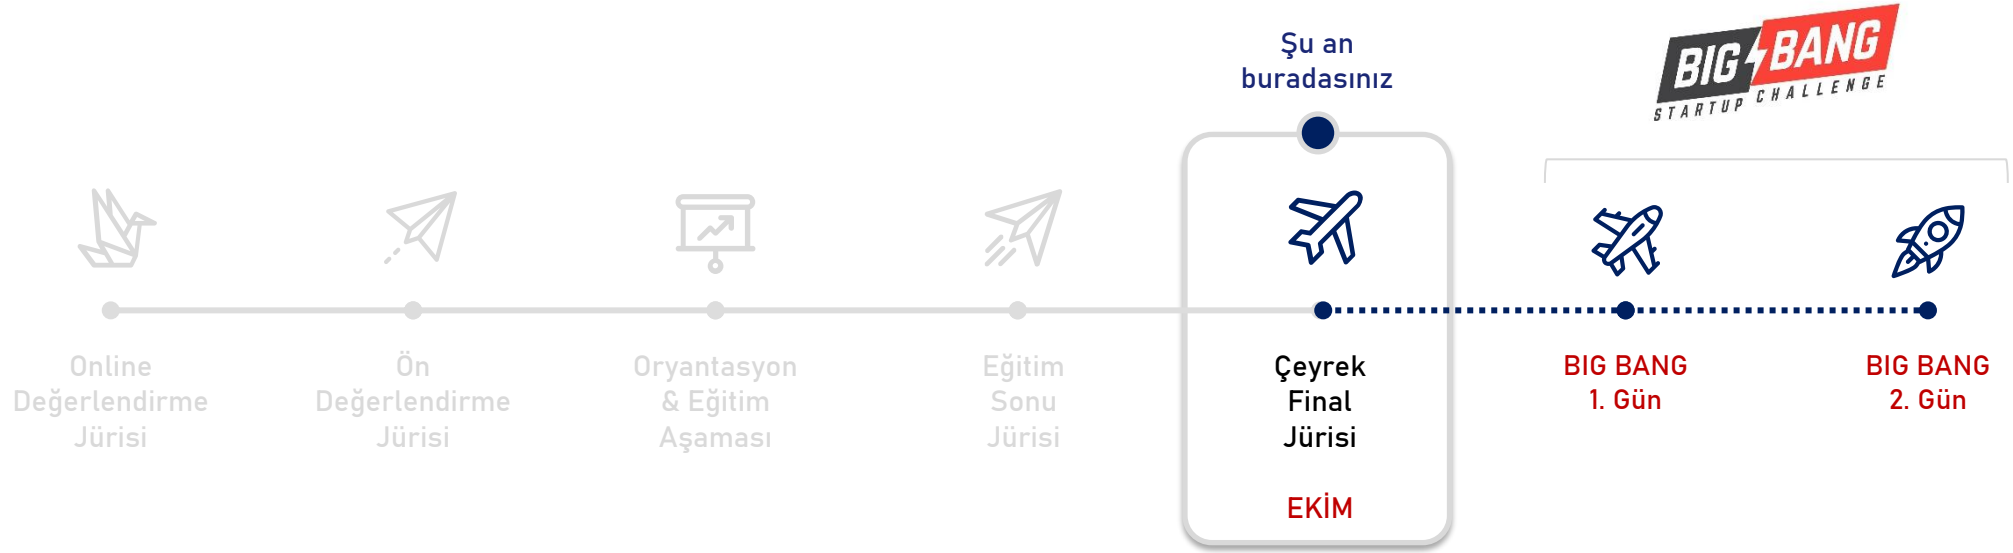 Şu an
buradasınız
BIG BANG
STARTUP CHALLENGE
Online
Değerlendirme
Jürisi
Ön
Değerlendirme
Jürisi
Oryantasyon
& Eğitim
Aşaması
Eğitim
Sonu
Jürisi
Çeyrek
Final
Jürisi
EKİM
BIG BANG
1. Gün
BIG BANG
2. Gün